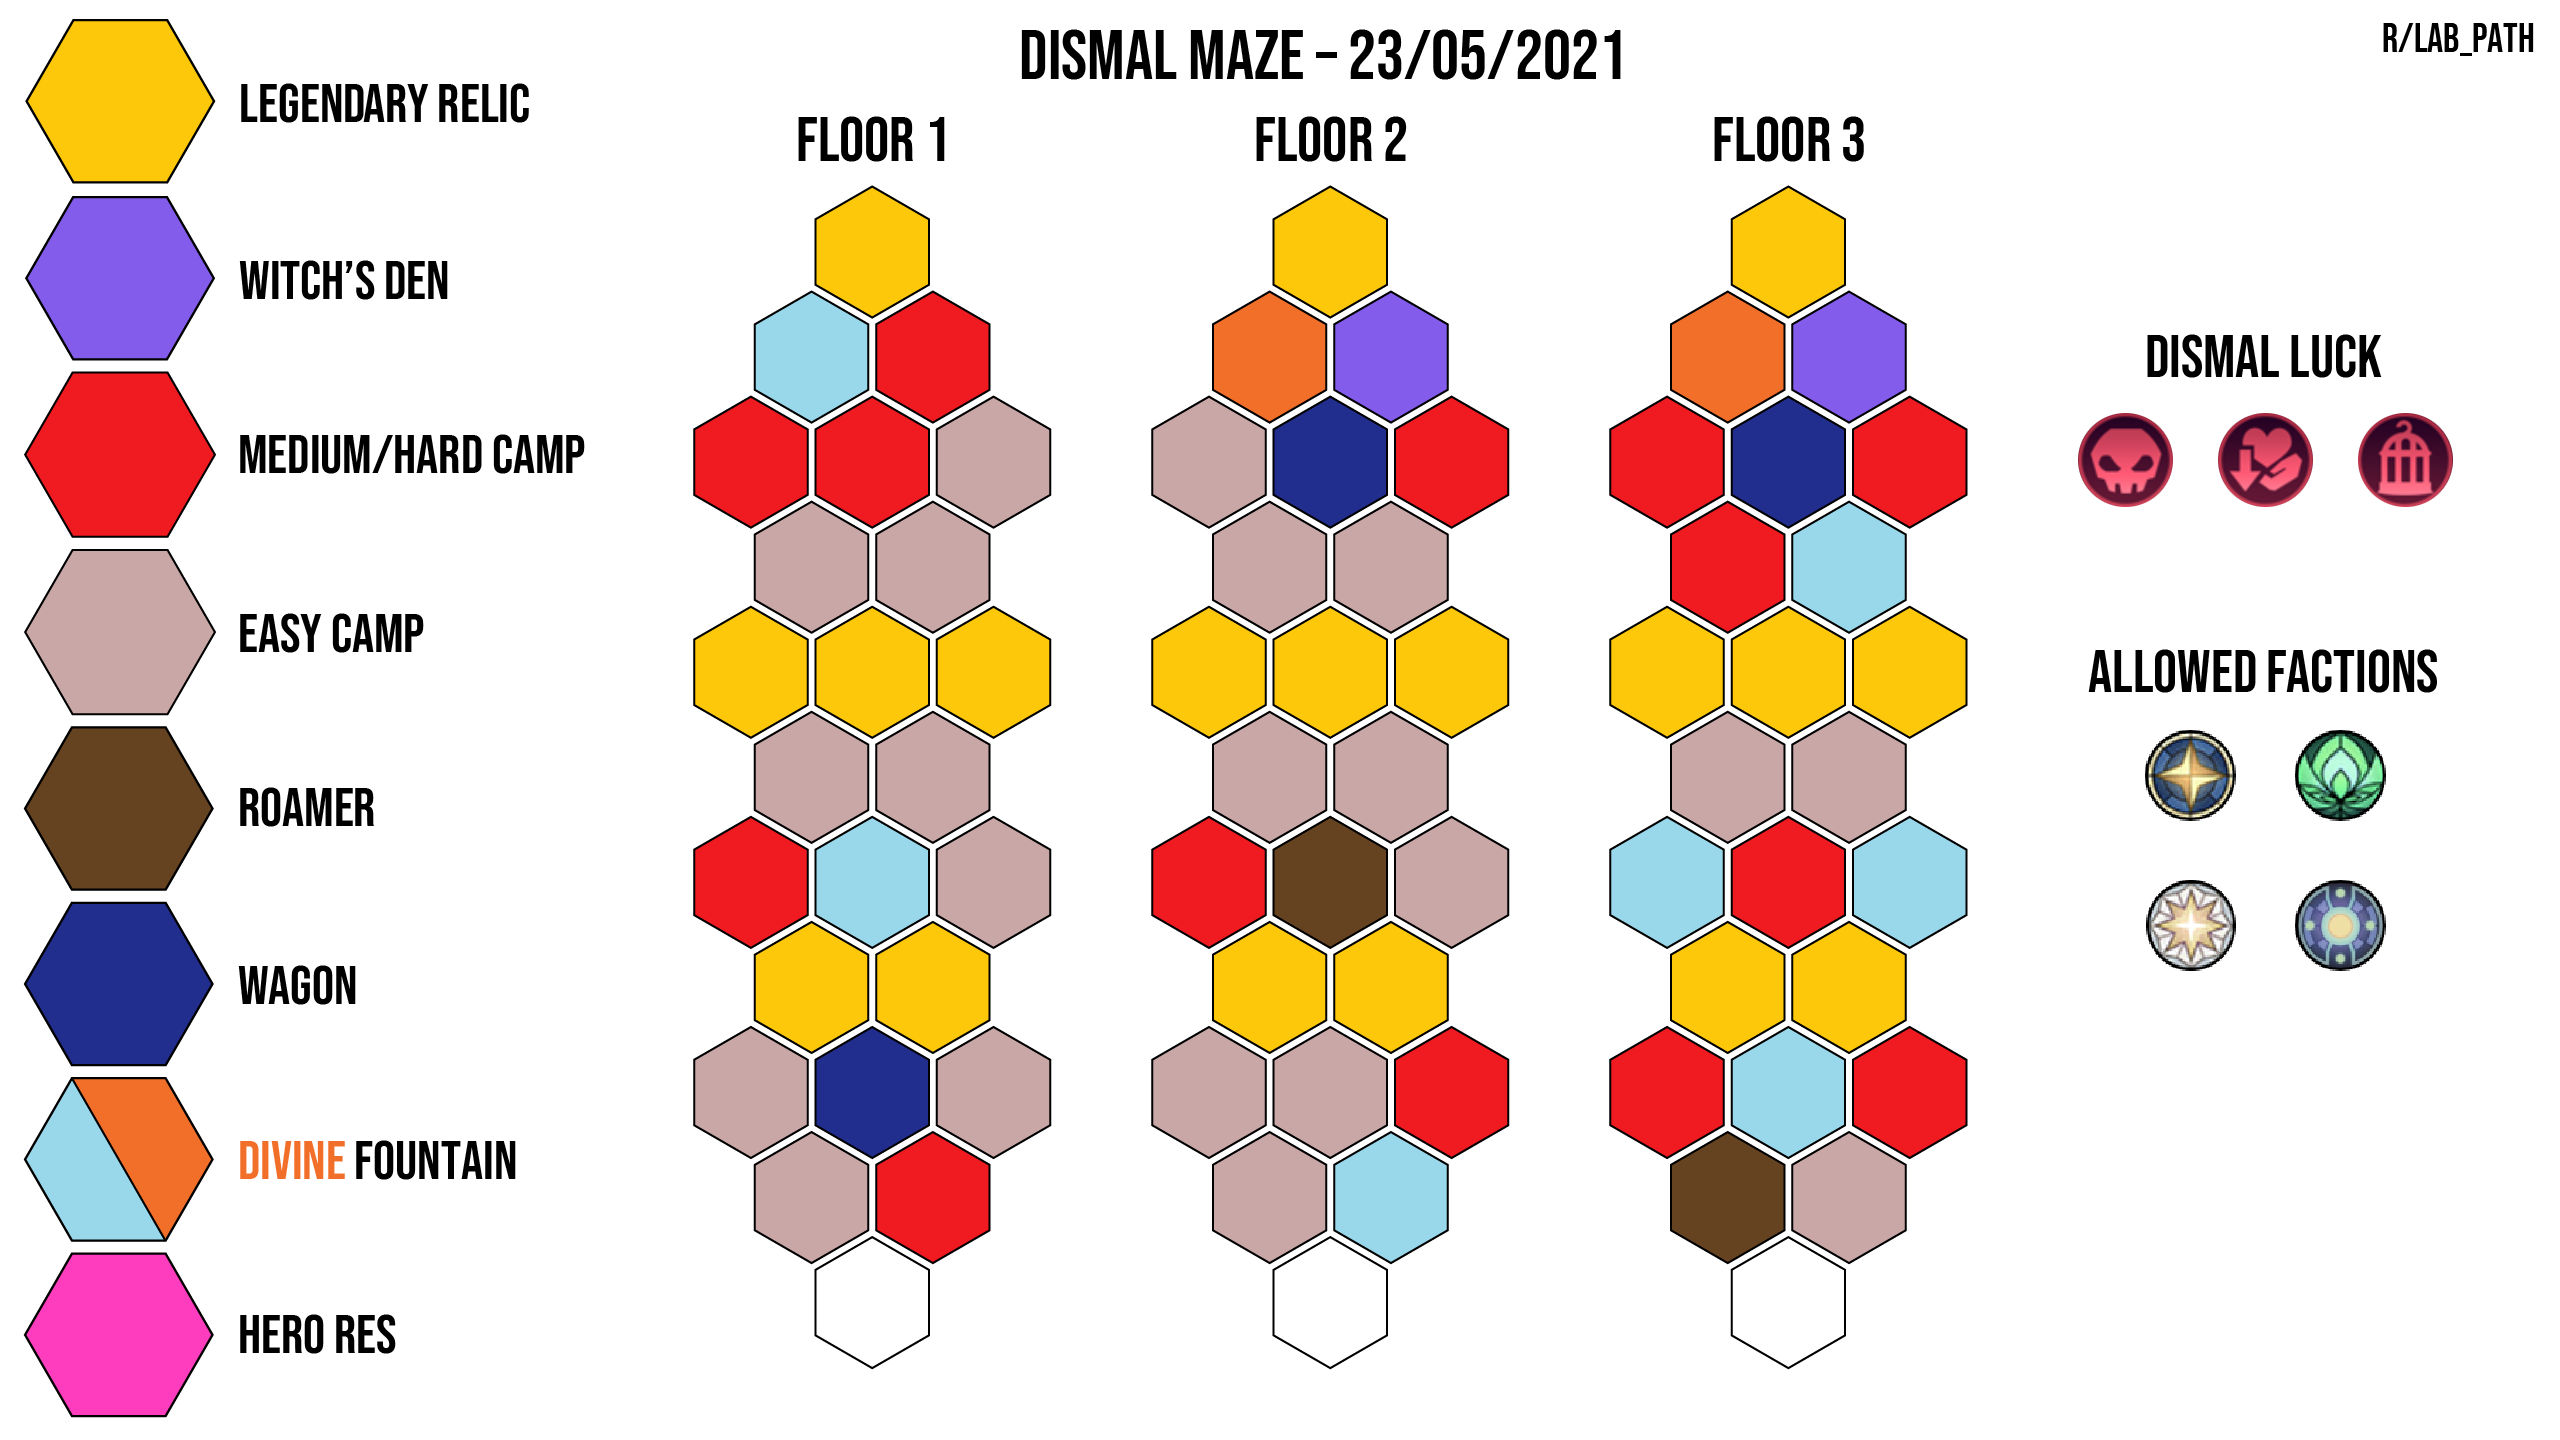 DISMAL MAZE – 23/05/2021
R/LAB_PATH
LEGENDARY RELIC
WITCH'S DEN
MEDIUM/HARD CAMP
EASY CAMP
ROAMER
WAGON
DIVINE FOUNTAIN
HERO RES
FLOOR 1
FLOOR 2
FLOOR 3
DISMAL LUCK
ALLOWED FACTIONS